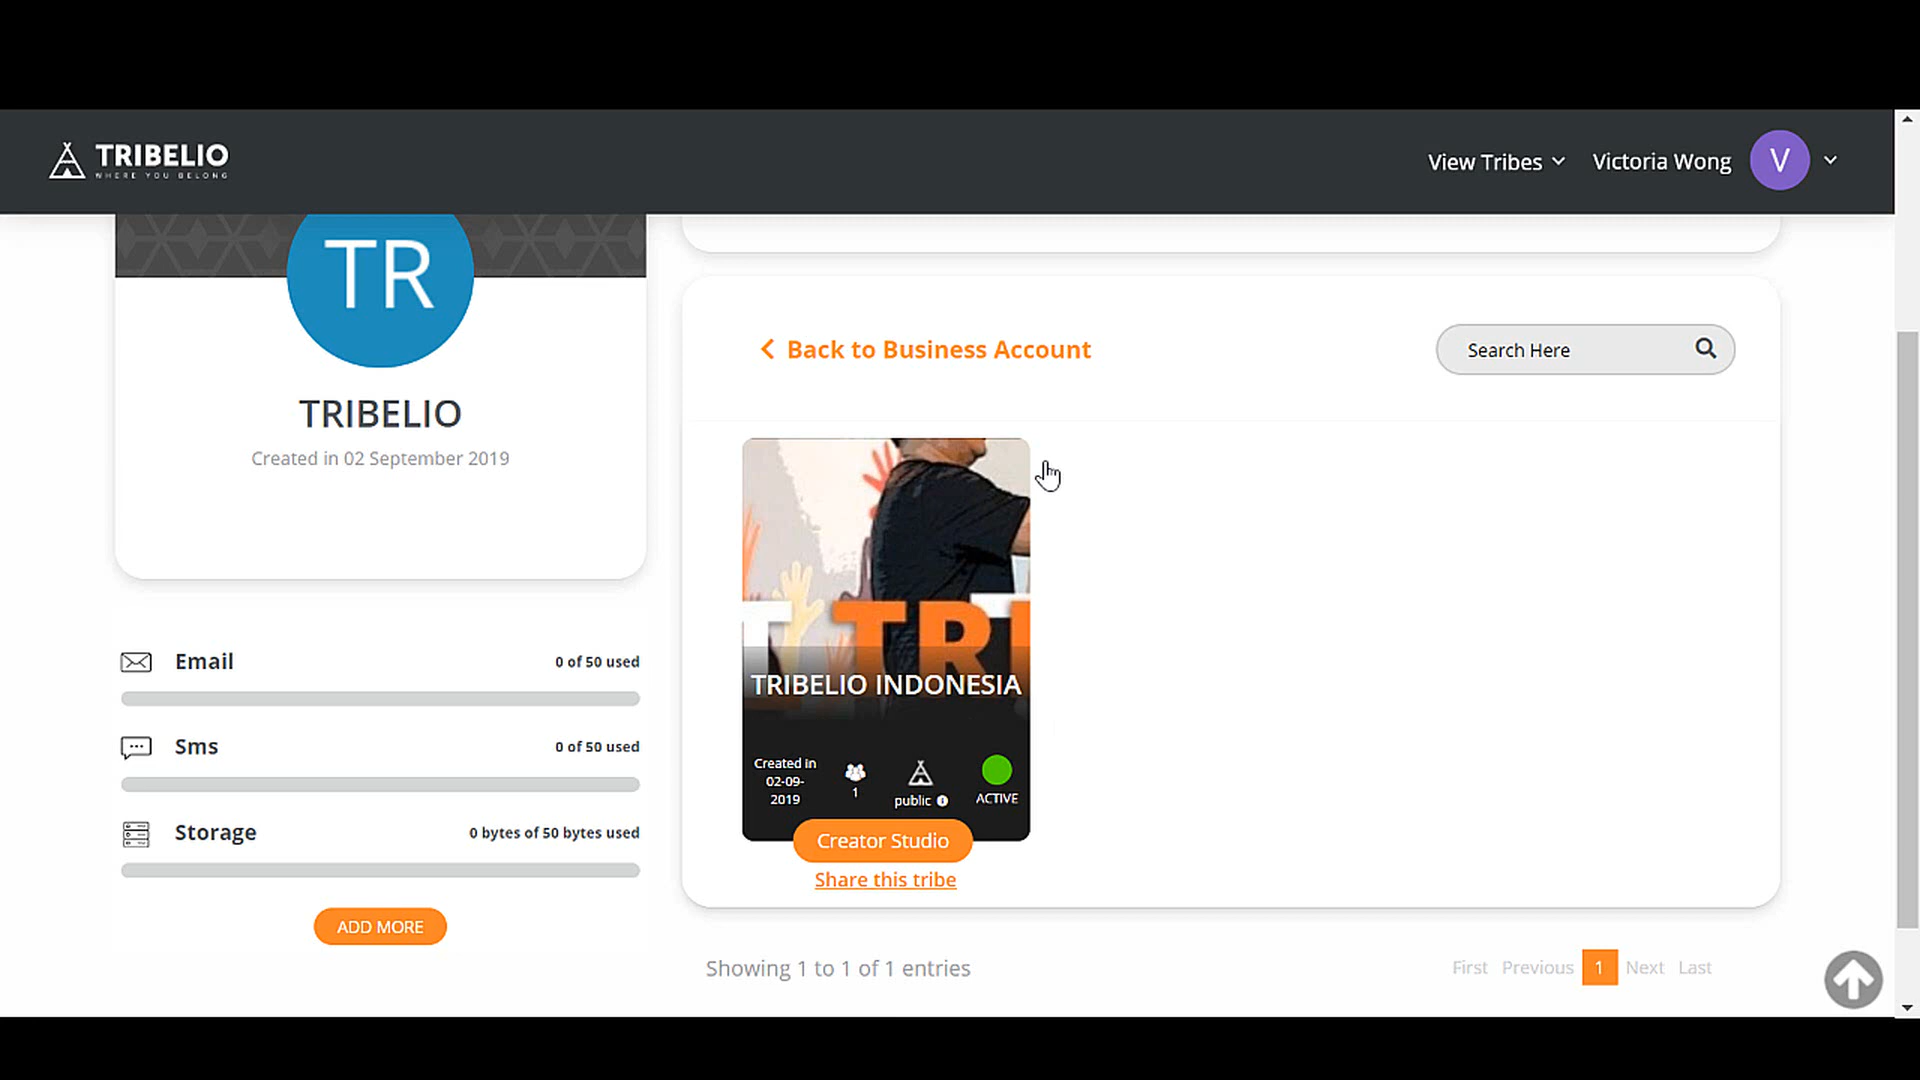 TRIBELIO
WHERE YOU BELONG
View Tribes
Victoria Wong
V
TR
TRIBELIO
Created in 02 September 2019
Email
0 of 50 used
Sms
0 of 50 used
Storage
0 bytes of 50 bytes used
ADD MORE
Back to Business Account
Search Here
T TRI
TRIBELIO INDONESIA
Created in
02-09-
2019
1
public
ACTIVE
Creator Studio
Share this tribe
Showing 1 to 1 of 1 entries
First Previous 1 Next Last